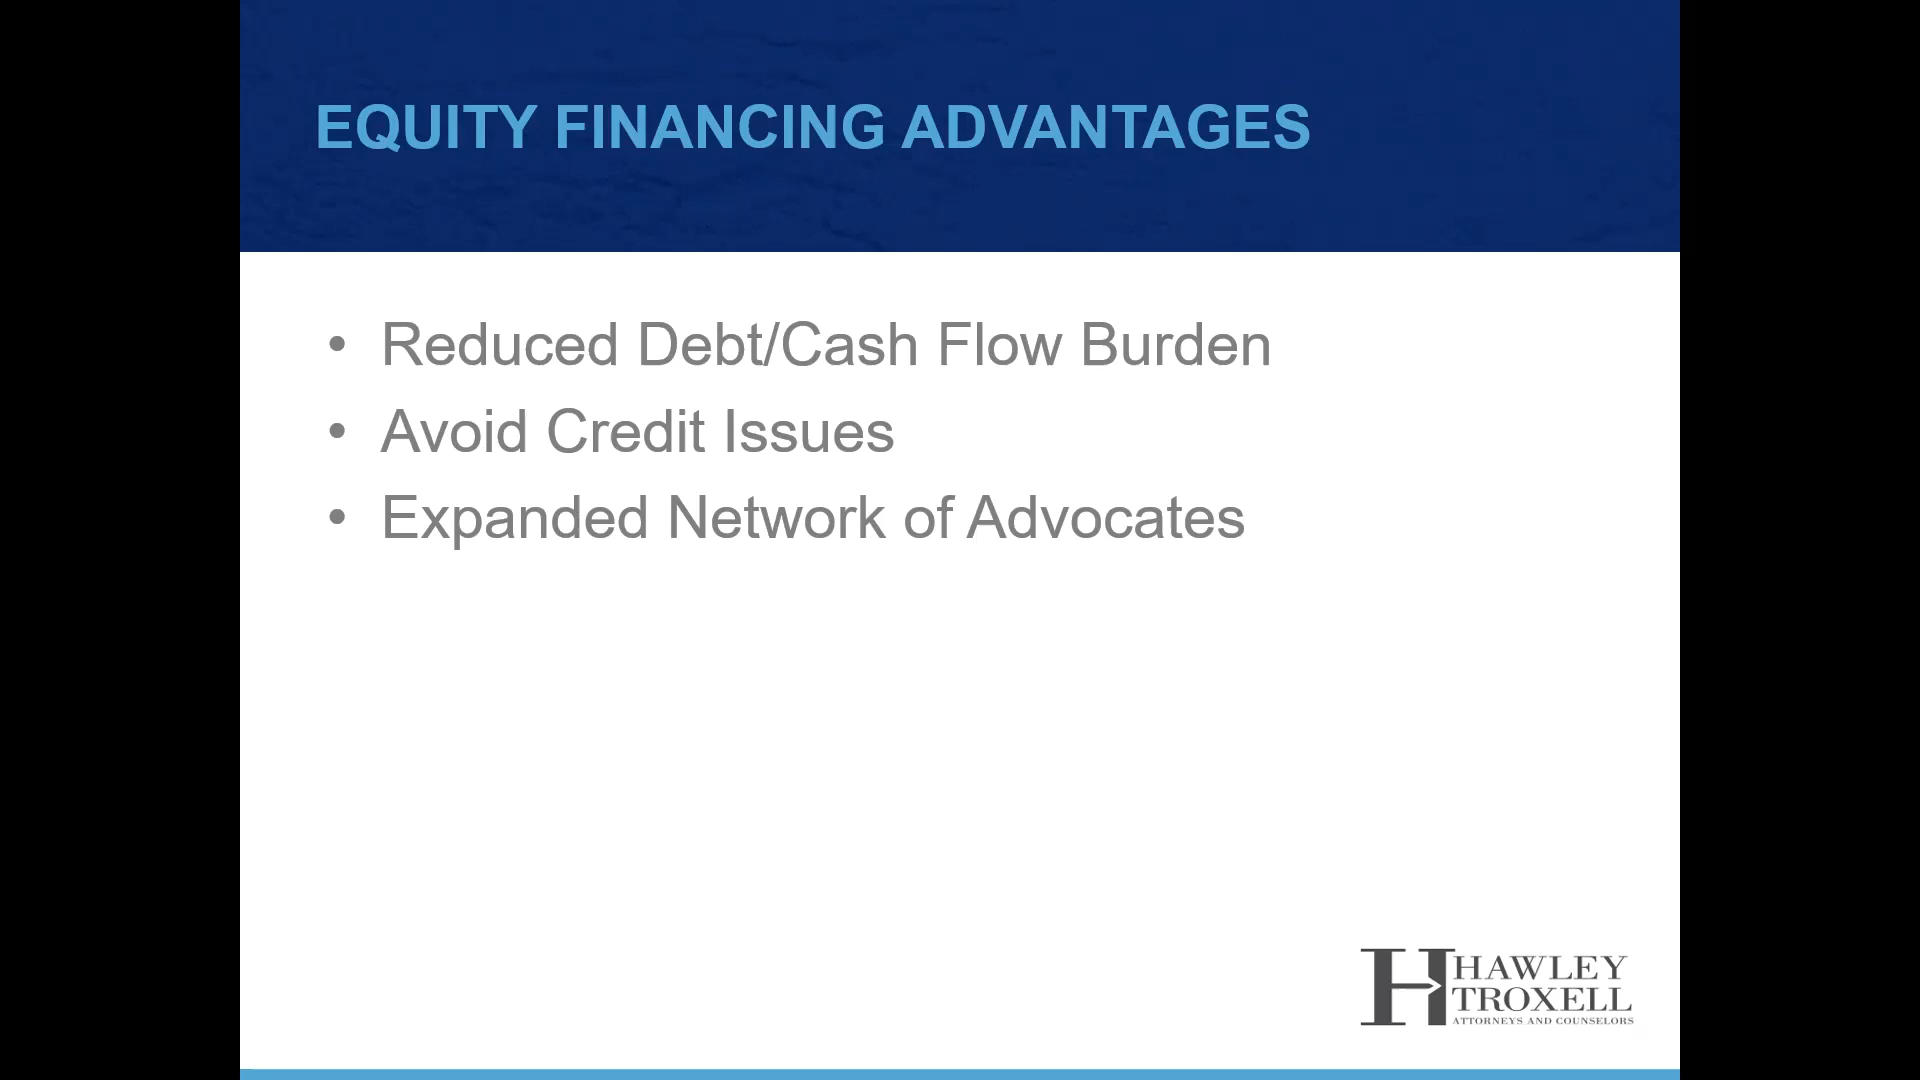 EQUITY FINANCING ADVANTAGES
• Reduced Debt/Cash Flow Burden
• Avoid Credit Issues
• Expanded Network of Advocates
HAWLEY
TROXELL
ATTORNEYS AND COUNSELORS